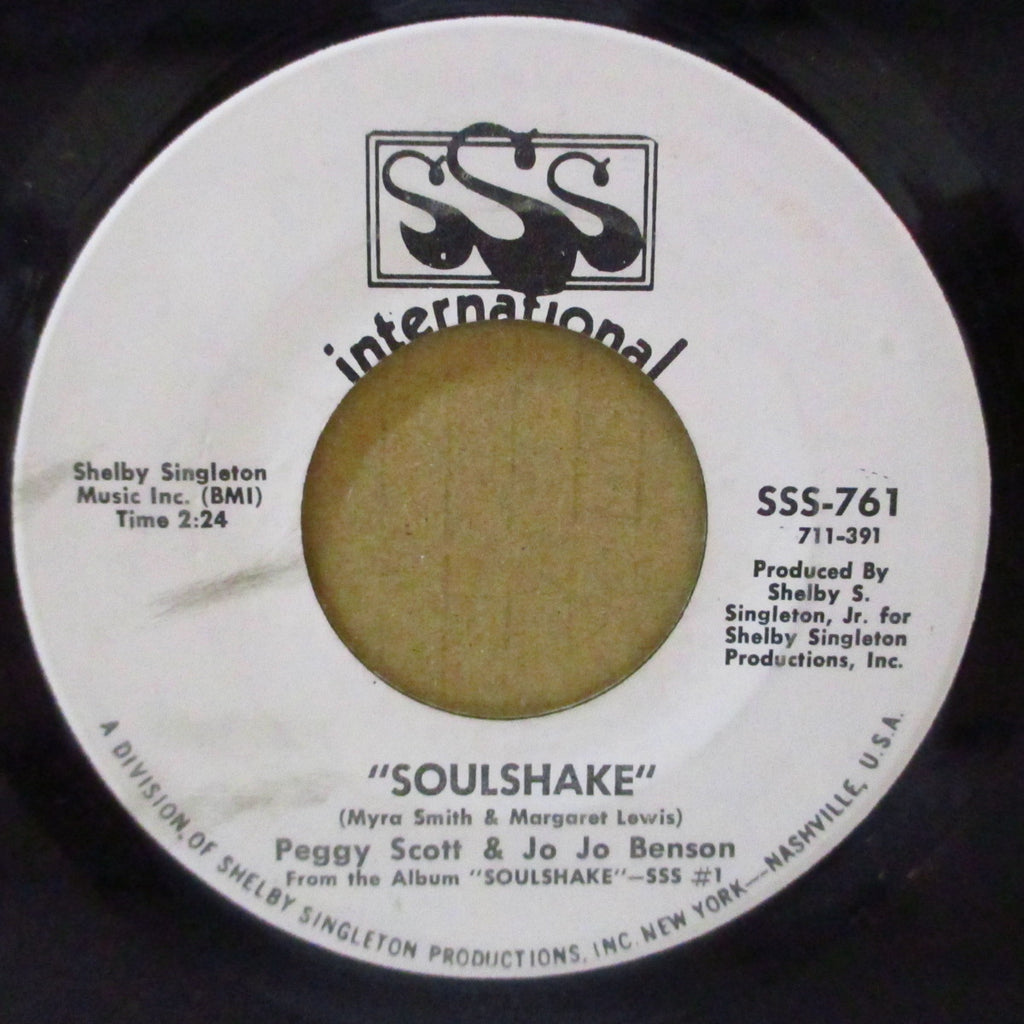 SSS
international
Shelby Singleton
Music Inc. (BMI)
Time 2:24
SSS-761
711-391
Produced By
Shelby S.
Singleton, Jr. for
Shelby Singleton
Productions, Inc.
"SOULSHAKE"
(Myra Smith & Margaret Lewis)
Peggy Scott & Jo Jo Benson
From the Album "SOULSHAKE"—SSS #1
A DIVISION OF SHELBY SINGLETON PRODUCTIONS, INC. NEW YORK—NASHVILLE, U.S.A.